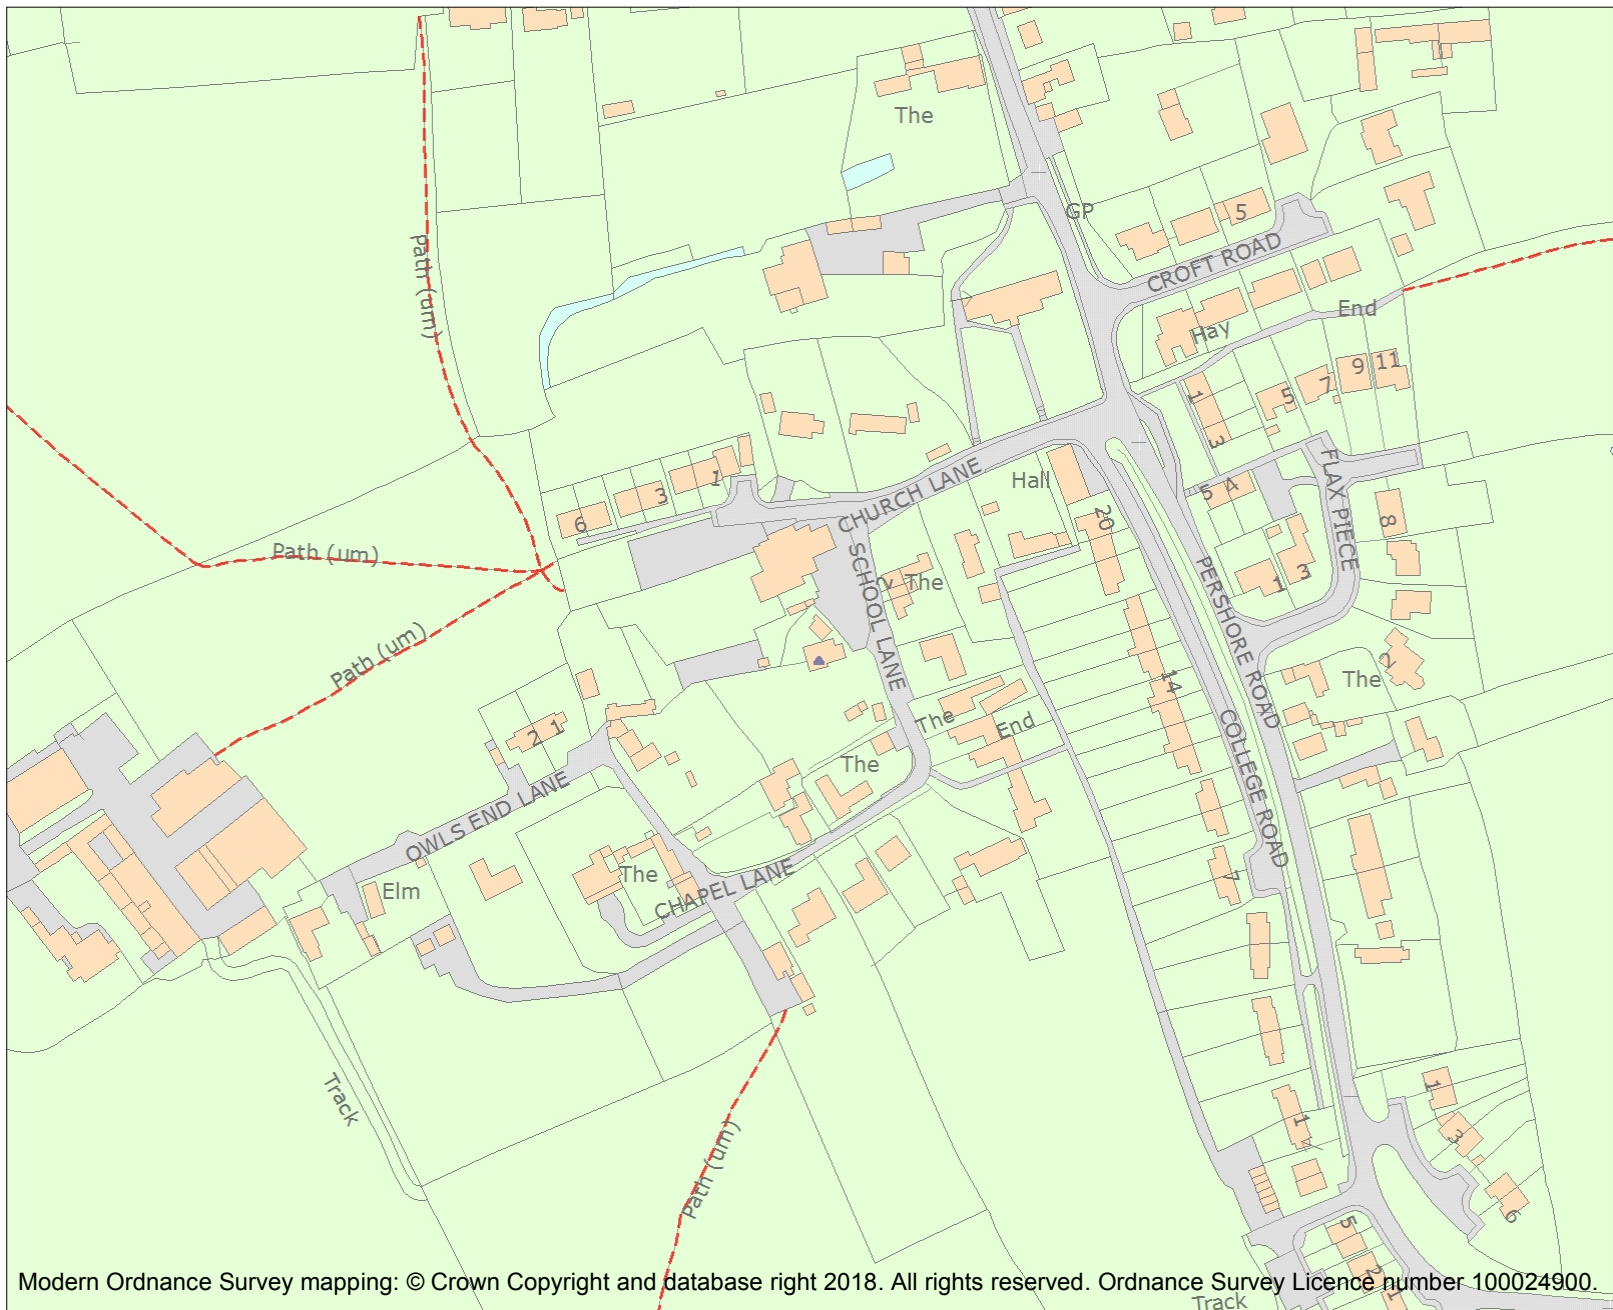 The
GP
5
CROFT ROAD
Path (um)
Hay
End
9
11
7
5
1
3
1
3
6
CHURCH LANE
Hall
FLAX PIECE
5
4
20
8
Path (um)
SCHOOL LANE
The
1
3
PERSHORE ROAD
Path (um)
2
The
14
The
End
2
1
The
COLLEGE ROAD
OWLS END LANE
7
Elm
The
CHAPEL LANE
Track
1
1
3
Path (um)
6
5
2
1
Track
Modern Ordnance Survey mapping: © Crown Copyright and database right 2018. All rights reserved. Ordnance Survey Licence number 100024900.